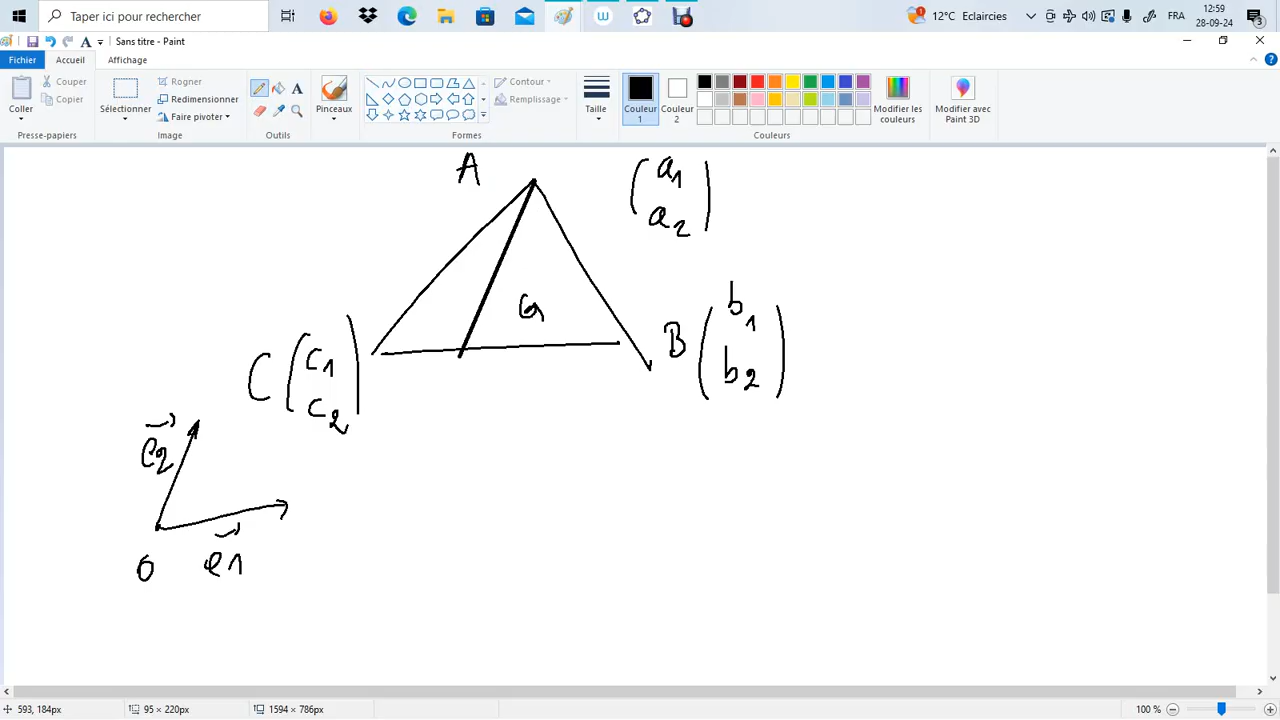 Taper ici pour rechercher
12°C Eclaircies
FRA
12:59
28-09-24
3
Sans titre - Paint
Fichier
Accueil
Affichage
Coller
Couper
Copier
Presse-papiers
Sélectionner
Rogner
Redimensionner
Faire pivoter
Image
A
Outils
Pinceaux
Contour
Remplissage
Formes
Taille
Couleur 1
Couleur 2
Modifier les couleurs
Couleurs
Modifier avec Paint 3D
A
a1
a2
G
B
b1
b2
C
c1
c2
e2
O
e1
593, 184px
95 × 220px
1594 × 786px
100 %